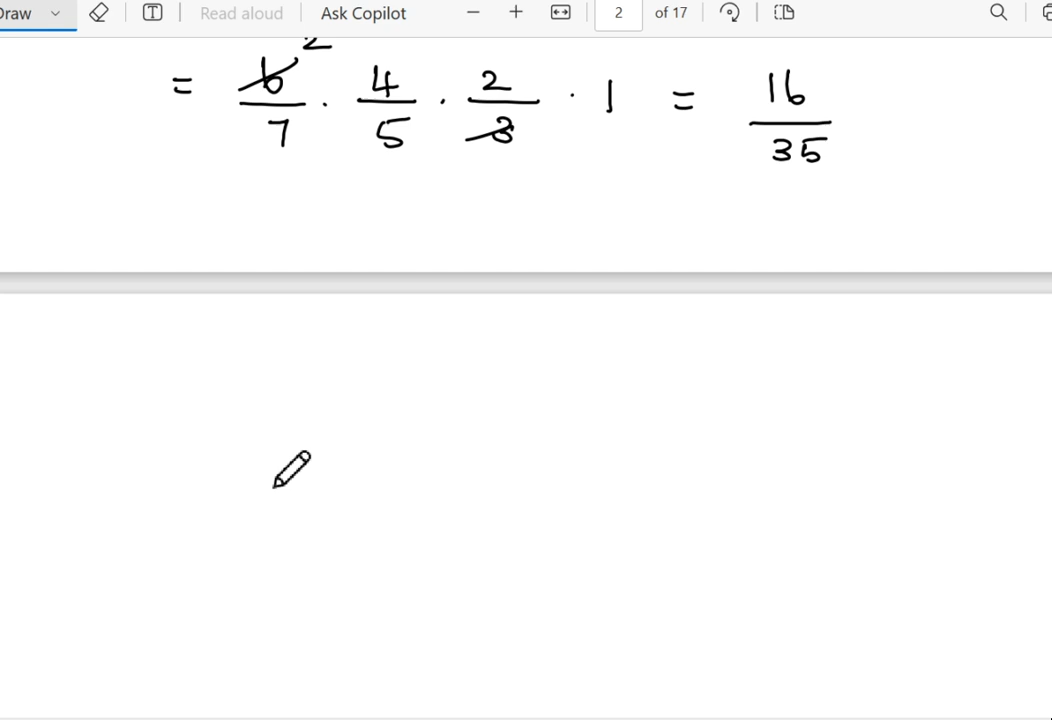 Draw Read aloud Ask Copilot 2 of 17
2
= 6/7 · 4/5 · 2/3 · 1 = 16/35